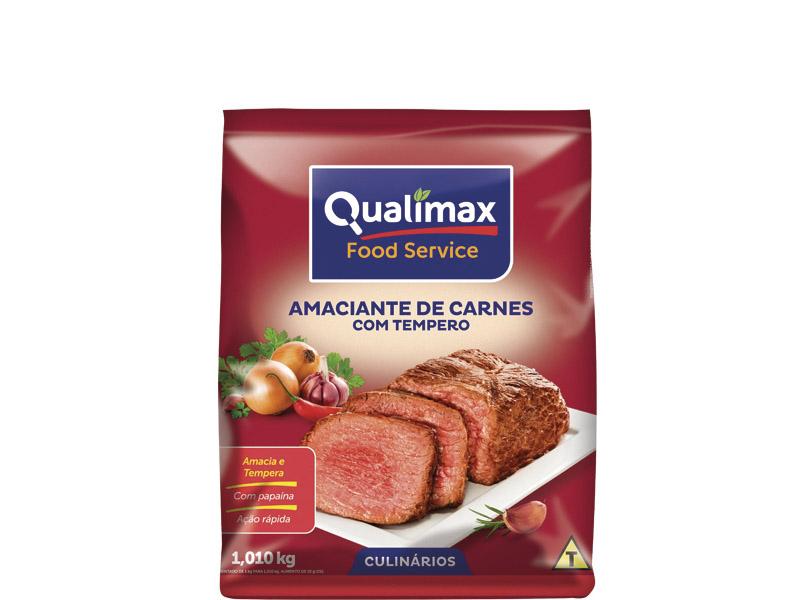 Qualimax
Food Service
AMACIANTE DE CARNES
COM TEMPERO
Amacia e
Tempera
Com papaína
Ação rápida
1,010 kg
CULINÁRIOS
T